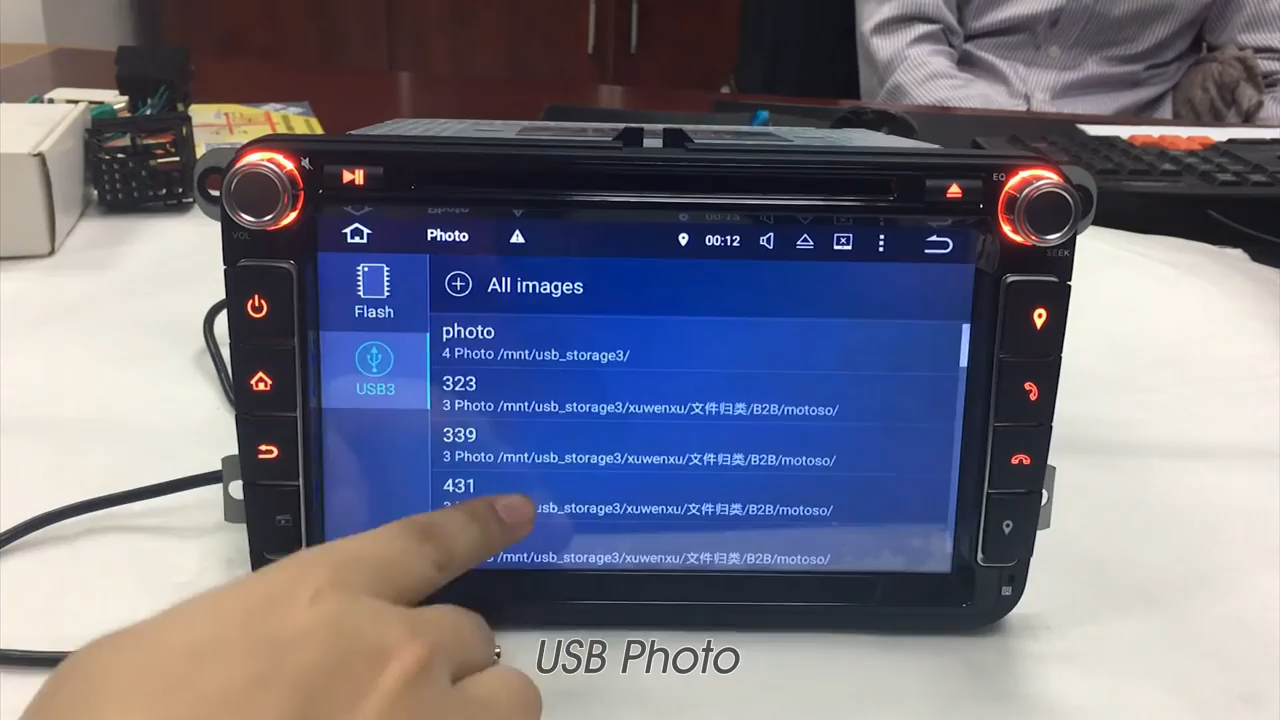 EQ
VOL
SEEK
Photo
00:12
Flash
USB3
All images
photo
4 Photo /mnt/usb_storage3/
323
3 Photo /mnt/usb_storage3/xuwenxu/文件归类/B2B/motoso/
339
3 Photo /mnt/usb_storage3/xuwenxu/文件归类/B2B/motoso/
431
usb_storage3/xuwenxu/文件归类/B2B/motoso/
/mnt/usb_storage3/xuwenxu/文件归类/B2B/motoso/
USB Photo